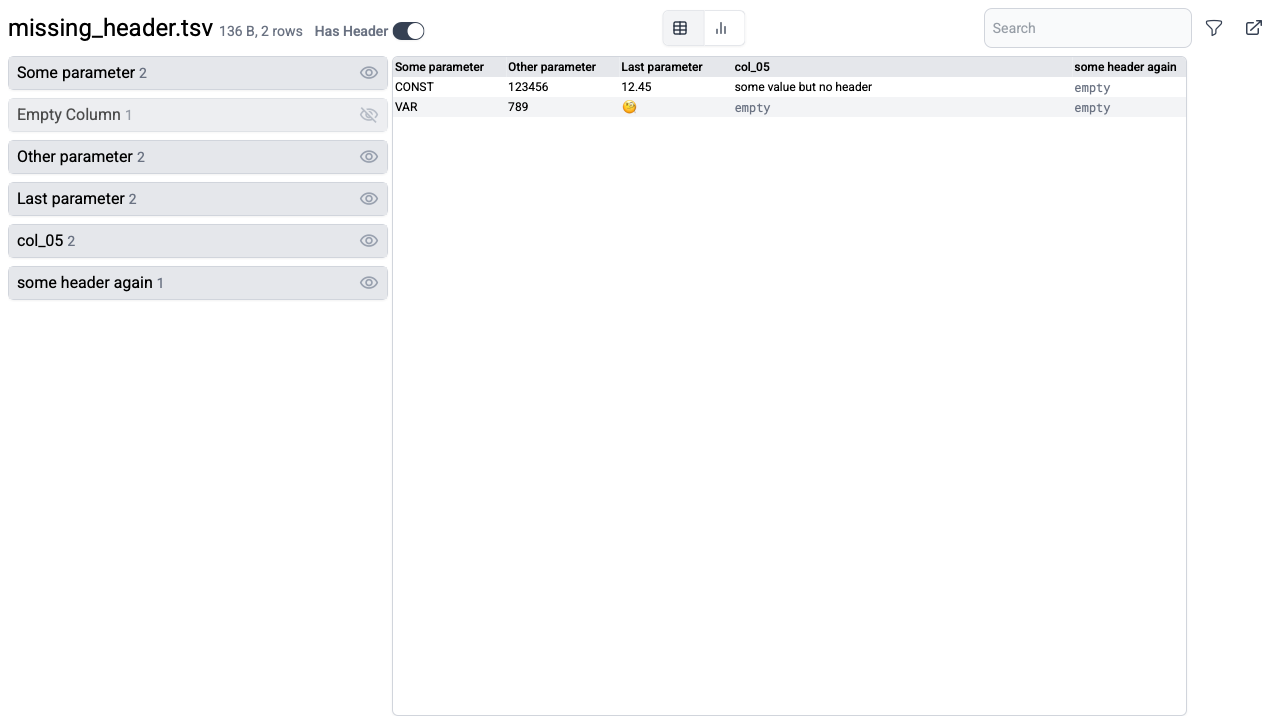 missing_header.tsv 136 B, 2 rows Has Header
Search
Some parameter 2
Empty Column 1
Other parameter 2
Last parameter 2
col_05 2
some header again 1
Some parameter Other parameter Last parameter col_05 some header again
CONST 123456 12.45 some value but no header empty
VAR 789 🧐 empty empty